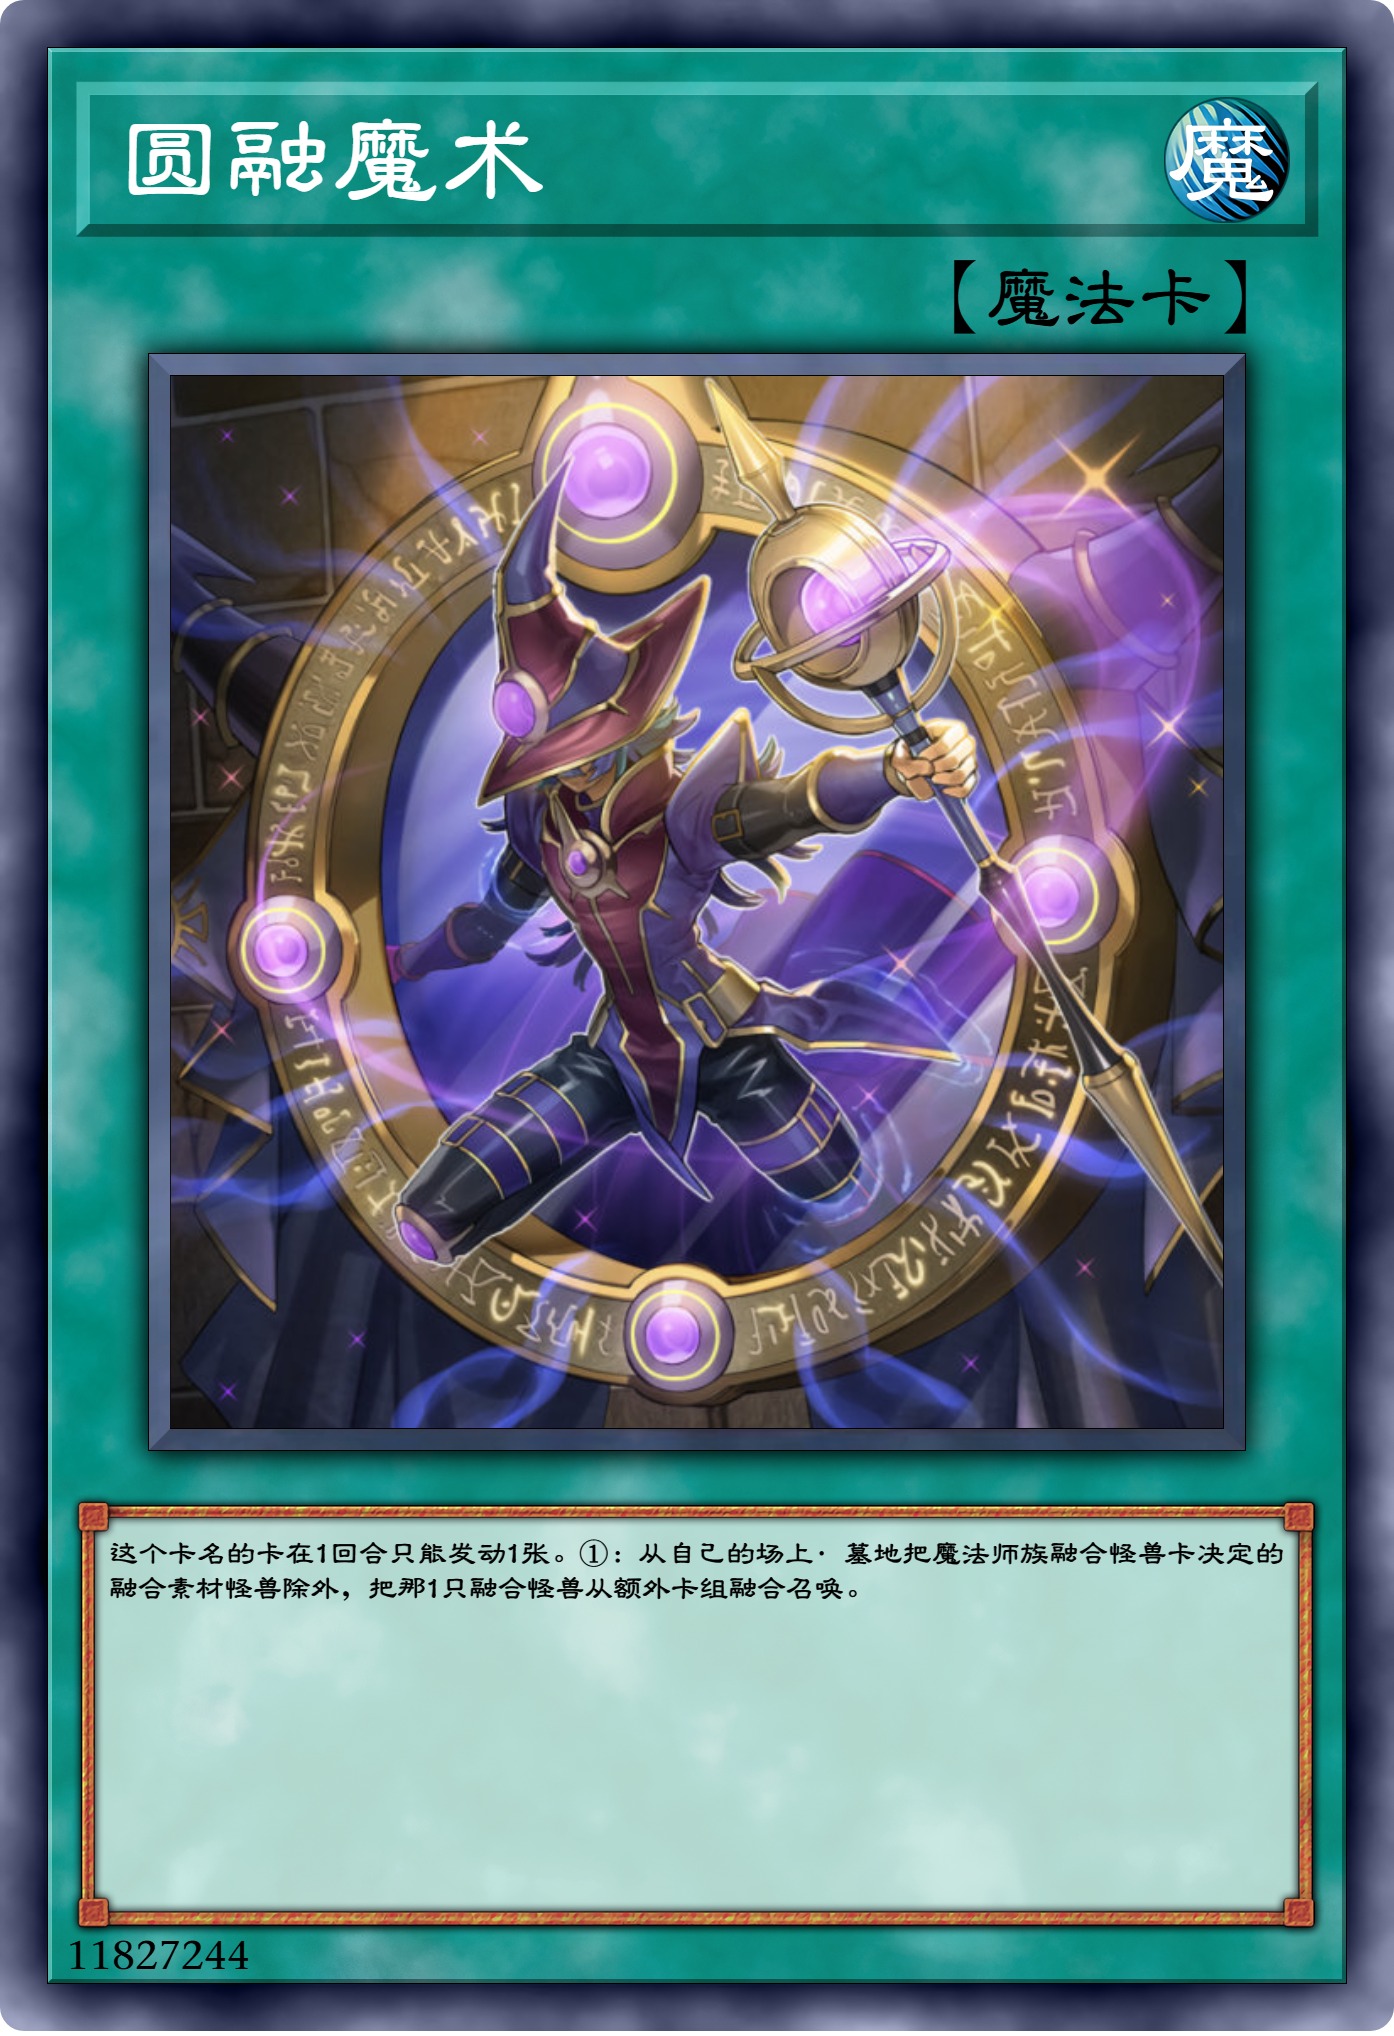 圆融魔术
魔
【魔法卡】
这个卡名的卡在1回合只能发动1张。①：从自己的场上·墓地把魔法师族融合怪兽卡决定的
融合素材怪兽除外，把那1只融合怪兽从额外卡组融合召唤。
11827244